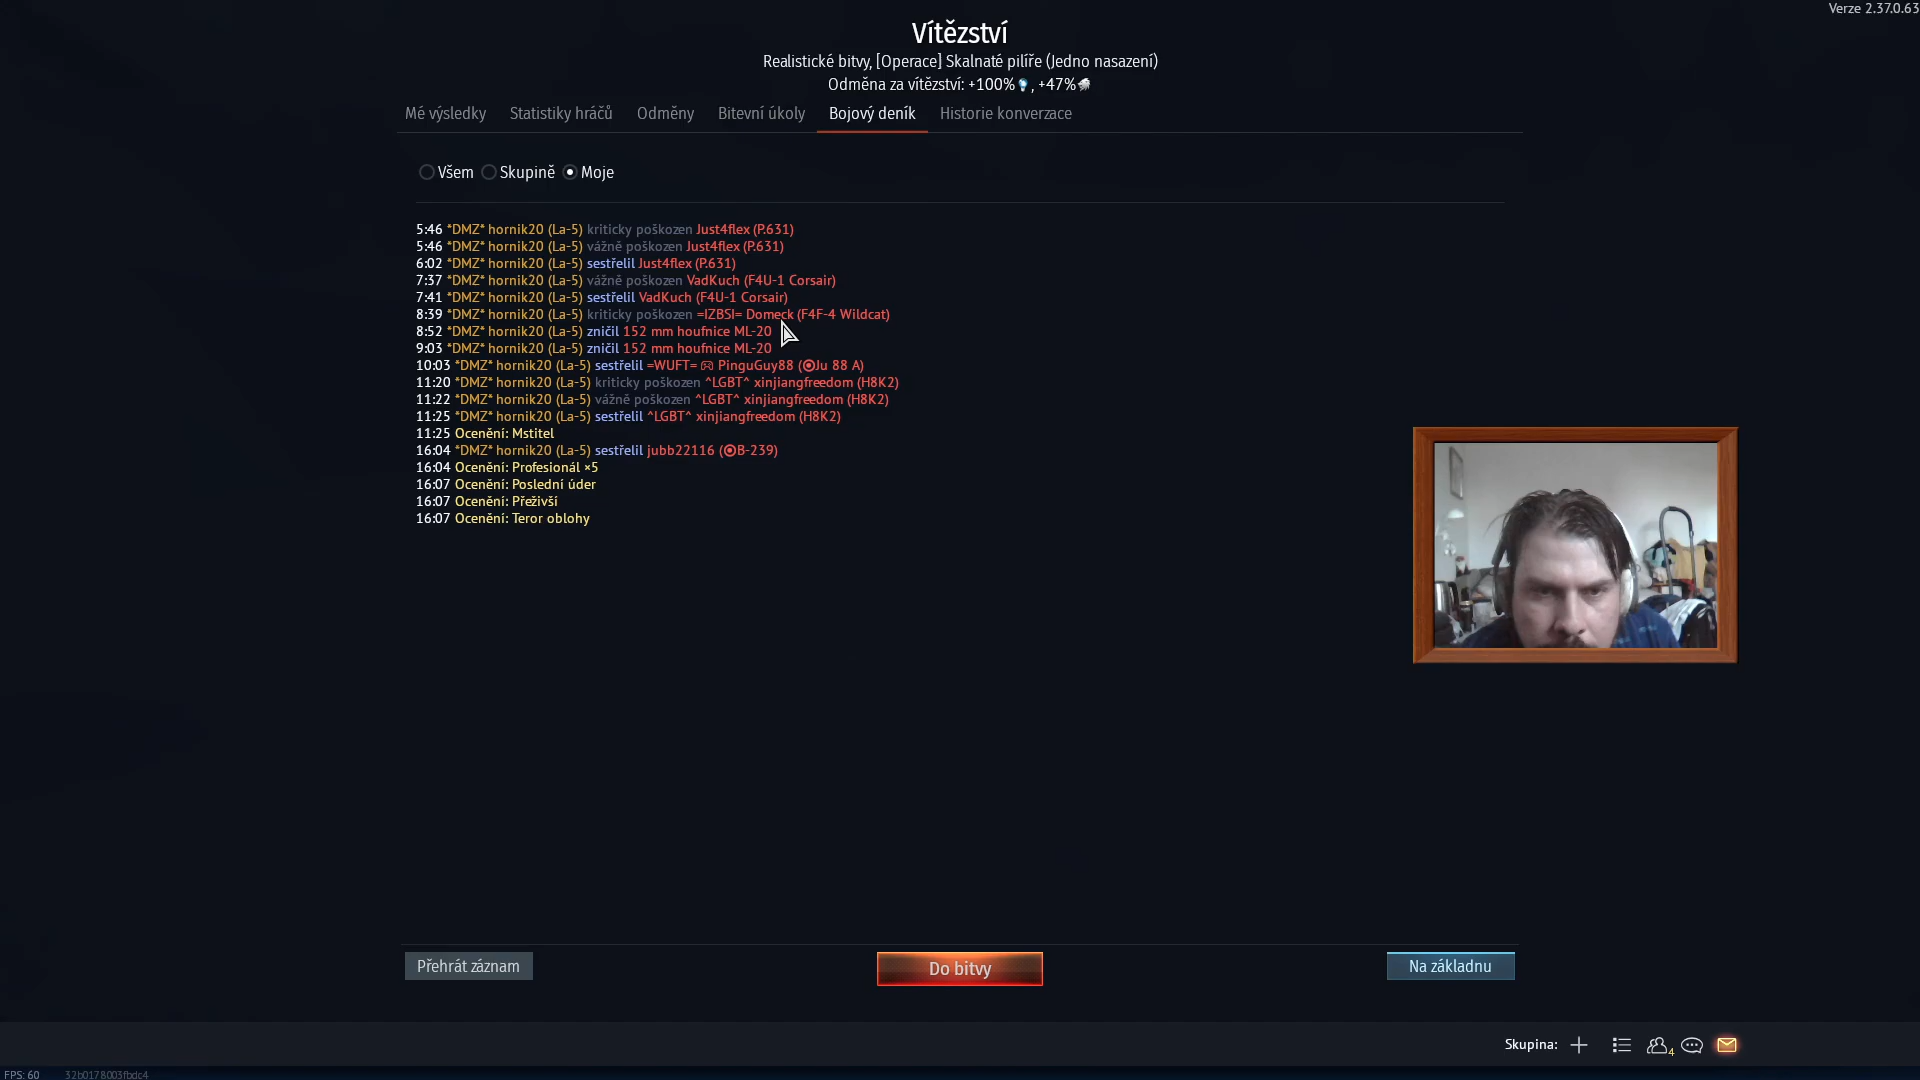 Verze 2.37.0.63
Vítězství
Realistické bitvy, [Operace] Skalnaté pilíře (Jedno nasazení)
Odměna za vítězství: +100%, +47%
Mé výsledky Statistiky hráčů Odměny Bitevní úkoly Bojový deník Historie konverzace
Všem Skupině Moje
5:46 *DMZ* hornik20 (La-5) kriticky poškozen Just4flex (P.631)
5:46 *DMZ* hornik20 (La-5) vážně poškozen Just4flex (P.631)
6:02 *DMZ* hornik20 (La-5) sestřelil Just4flex (P.631)
7:37 *DMZ* hornik20 (La-5) vážně poškozen VadKuch (F4U-1 Corsair)
7:41 *DMZ* hornik20 (La-5) sestřelil VadKuch (F4U-1 Corsair)
8:39 *DMZ* hornik20 (La-5) kriticky poškozen =IZBSI= Domeck (F4F-4 Wildcat)
8:52 *DMZ* hornik20 (La-5) zničil 152 mm houfnice ML-20
9:03 *DMZ* hornik20 (La-5) zničil 152 mm houfnice ML-20
10:03 *DMZ* hornik20 (La-5) sestřelil =WUFT= PinguGuy88 (Ju 88 A)
11:20 *DMZ* hornik20 (La-5) kriticky poškozen ^LGBT^ xinjiangfreedom (H8K2)
11:22 *DMZ* hornik20 (La-5) vážně poškozen ^LGBT^ xinjiangfreedom (H8K2)
11:25 *DMZ* hornik20 (La-5) sestřelil ^LGBT^ xinjiangfreedom (H8K2)
11:25 Ocenění: Mstitel
16:04 *DMZ* hornik20 (La-5) sestřelil jubb22116 (B-239)
16:04 Ocenění: Profesionál ×5
16:07 Ocenění: Poslední úder
16:07 Ocenění: Přeživší
16:07 Ocenění: Teror oblohy
Přehrát záznam Do bitvy Na základnu
Skupina: 4
FPS: 60 32b0178003fbdc4